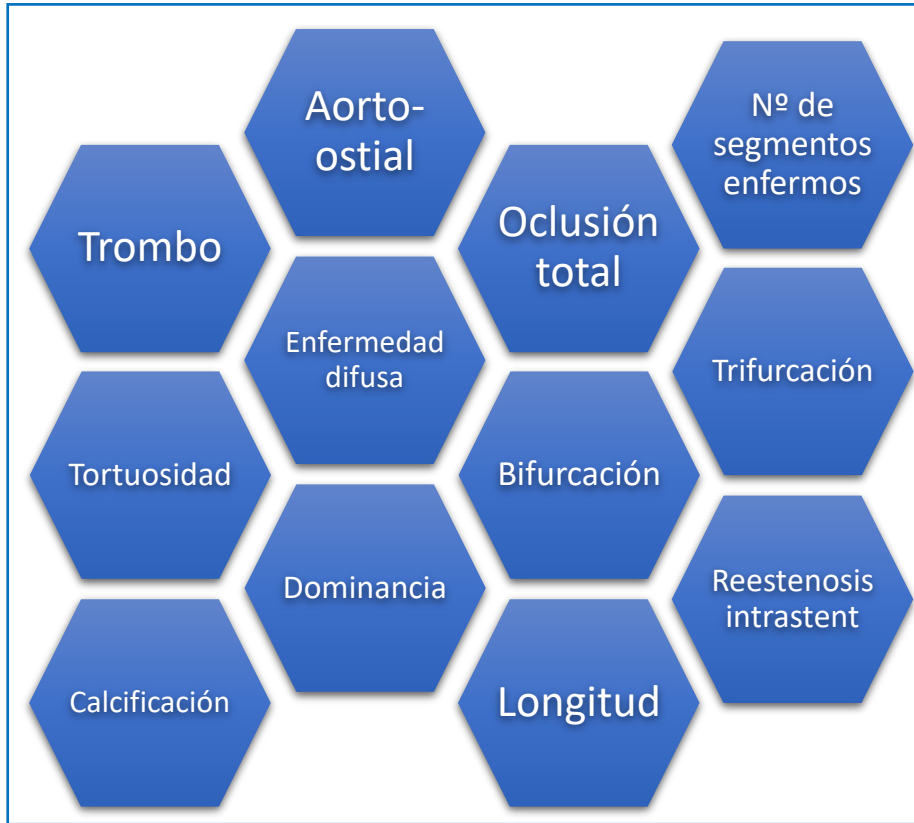 Aorto-
ostial
Nº de
segmentos
enfermos
Trombo
Oclusión
total
Enfermedad
difusa
Trifurcación
Tortuosidad
Bifurcación
Dominancia
Reestenosis
intrastent
Calcificación
Longitud